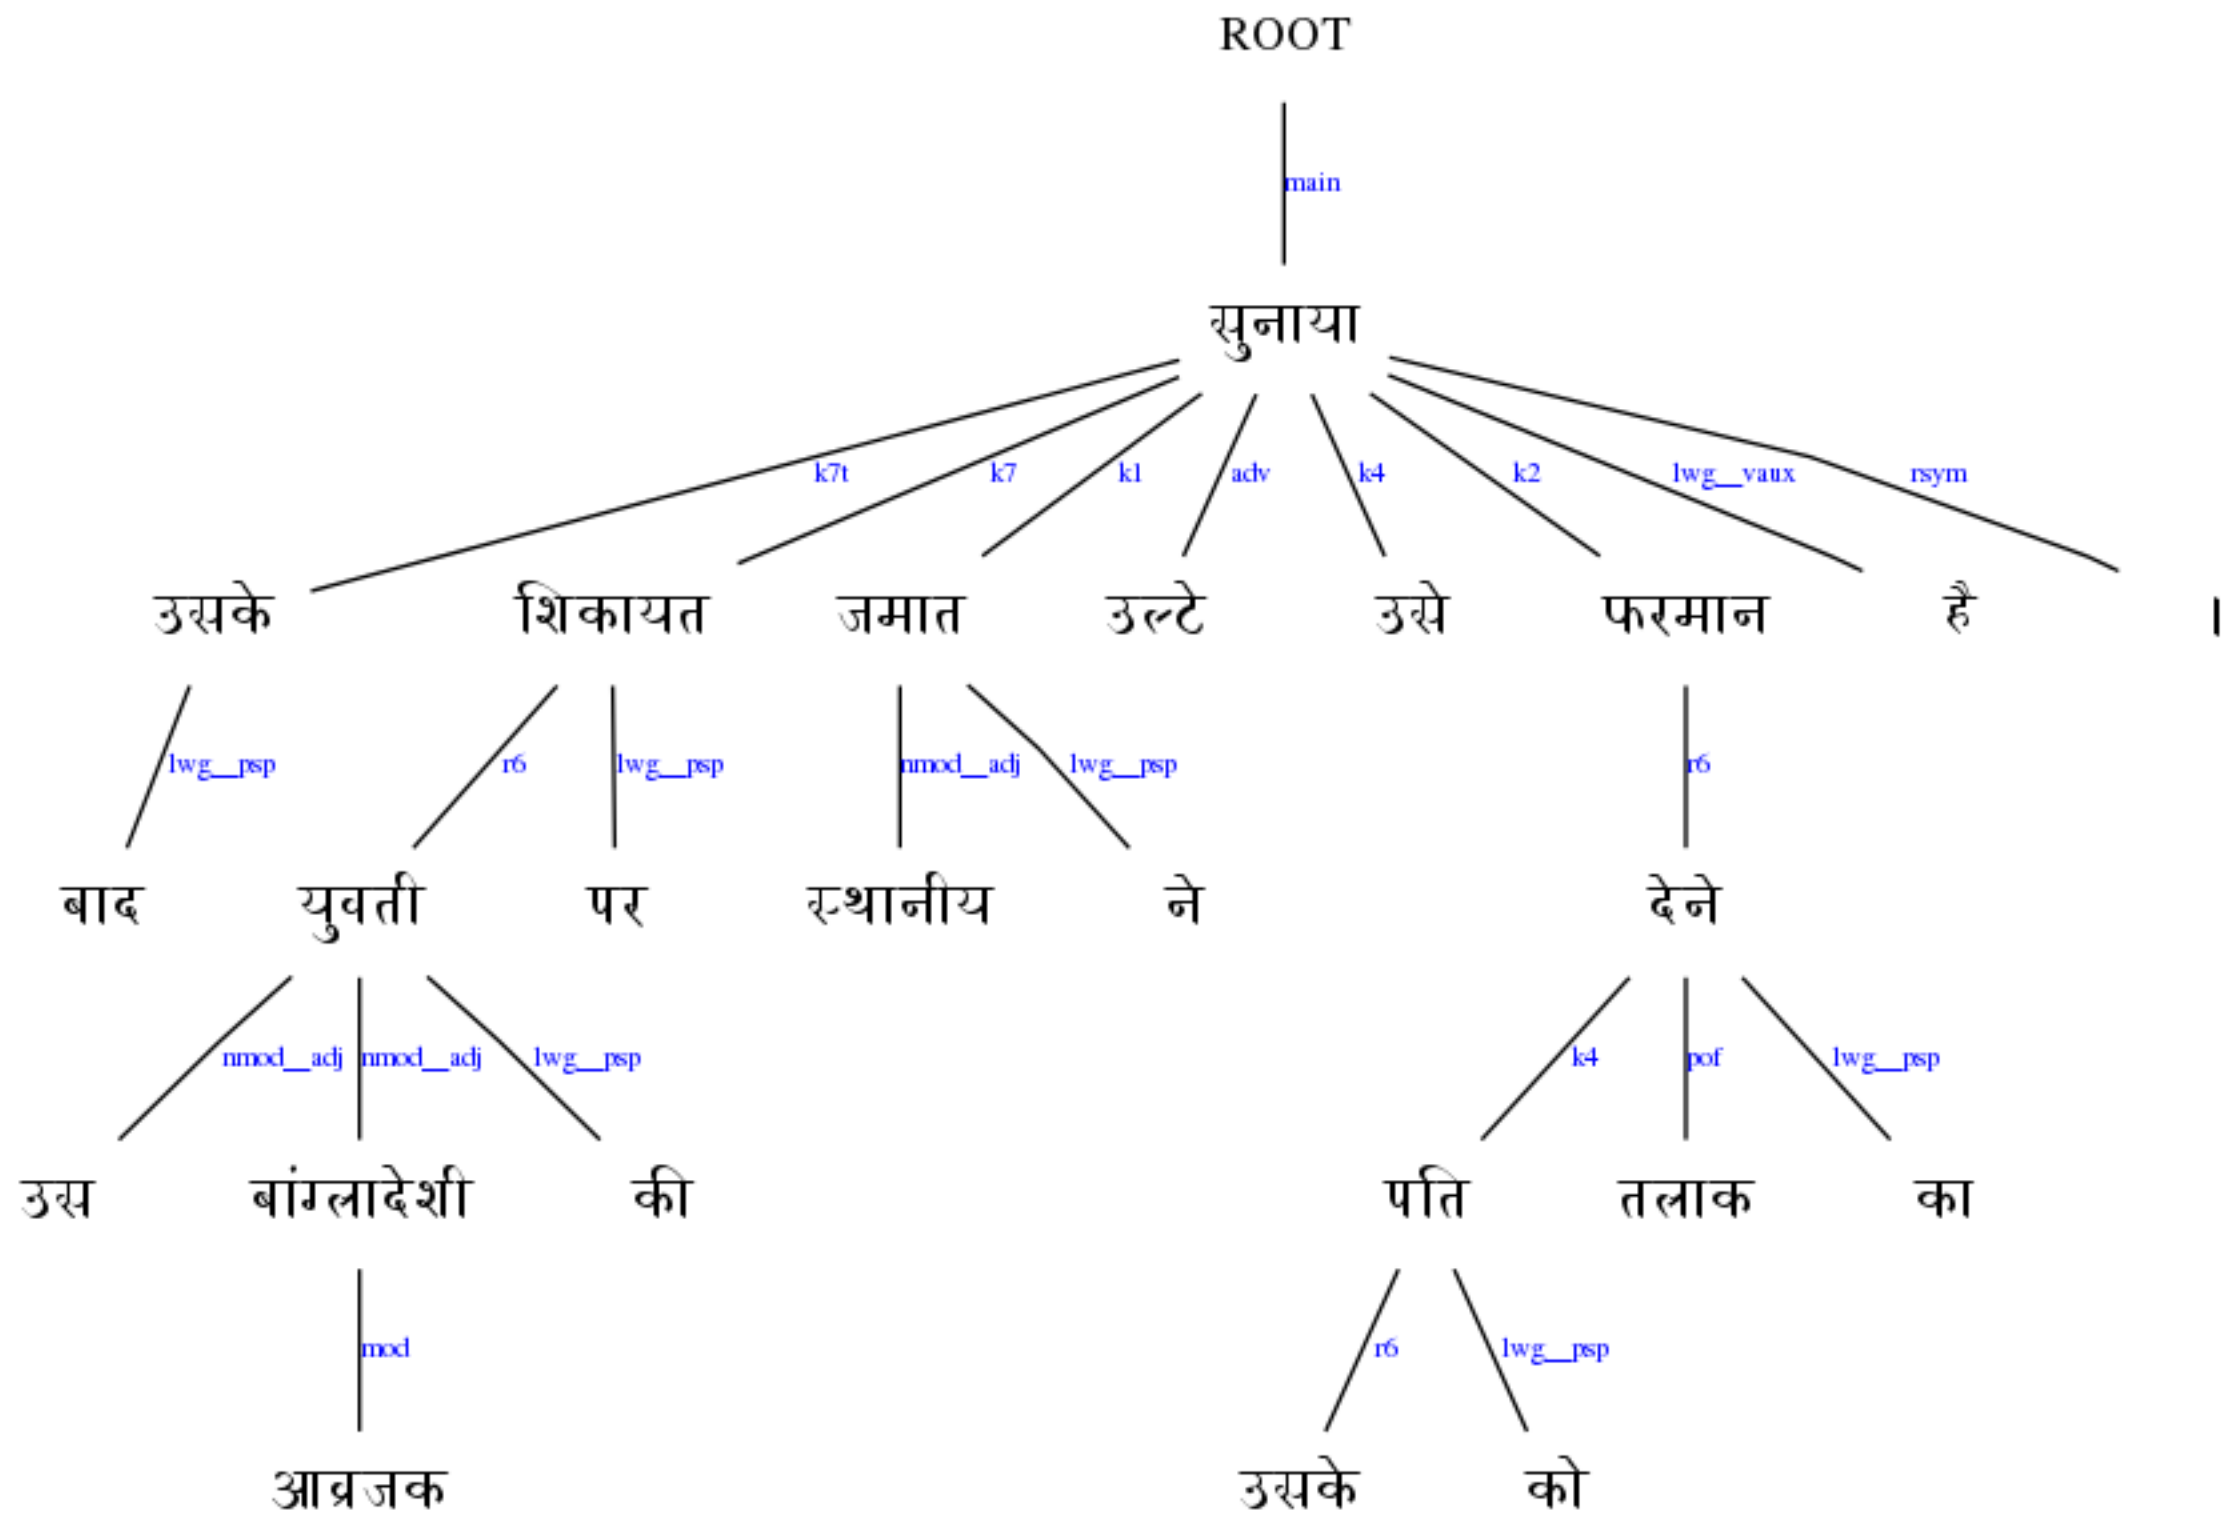 ROOT
main
सुनाया
k7t k7 k1 adv k4 k2 lwg__vaux rsym
उसके शिकायत जमात उल्टे उसे फरमान है ।
lwg__psp r6 lwg__psp nmod__adj lwg__psp r6
बाद युवती पर स्थानीय ने देने
nmod__adj nmod__adj lwg__psp k4 pof lwg__psp
उस बांग्लादेशी की पति तलाक का
mod r6 lwg__psp
आव्रजक उसके को